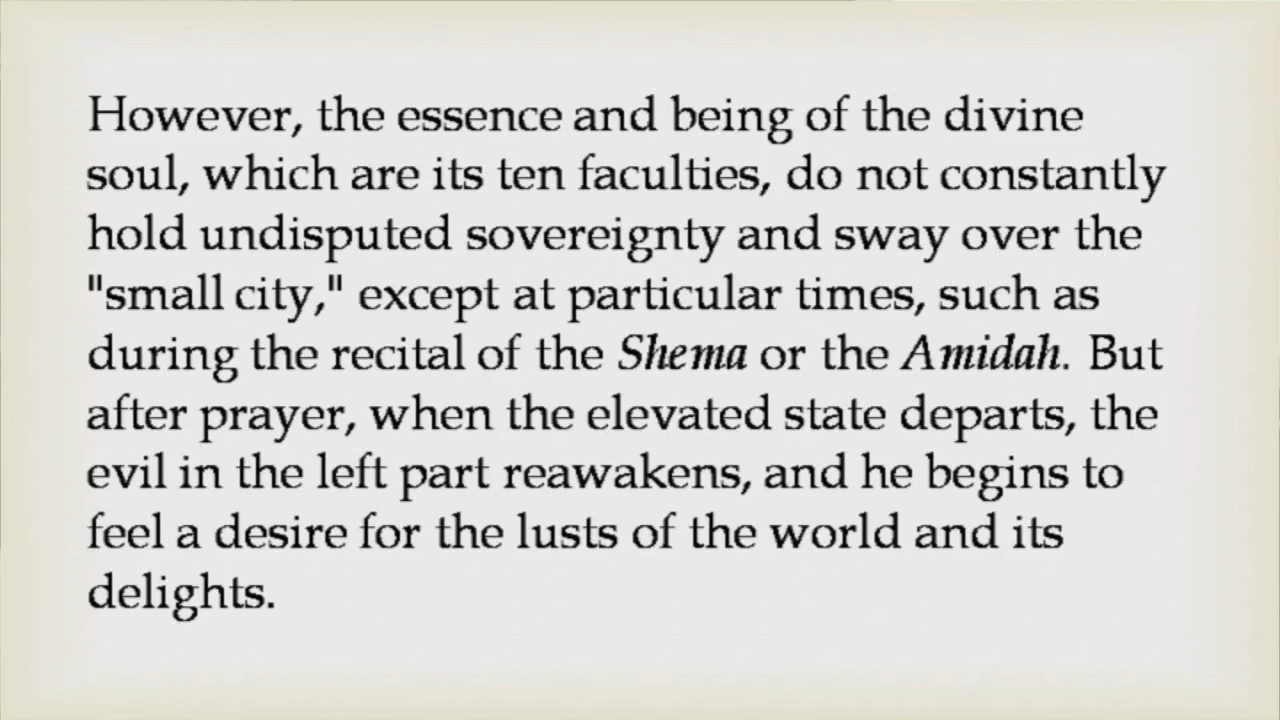 However, the essence and being of the divine
soul, which are its ten faculties, do not constantly
hold undisputed sovereignty and sway over the
"small city," except at particular times, such as
during the recital of the Shema or the Amidah. But
after prayer, when the elevated state departs, the
evil in the left part reawakens, and he begins to
feel a desire for the lusts of the world and its
delights.